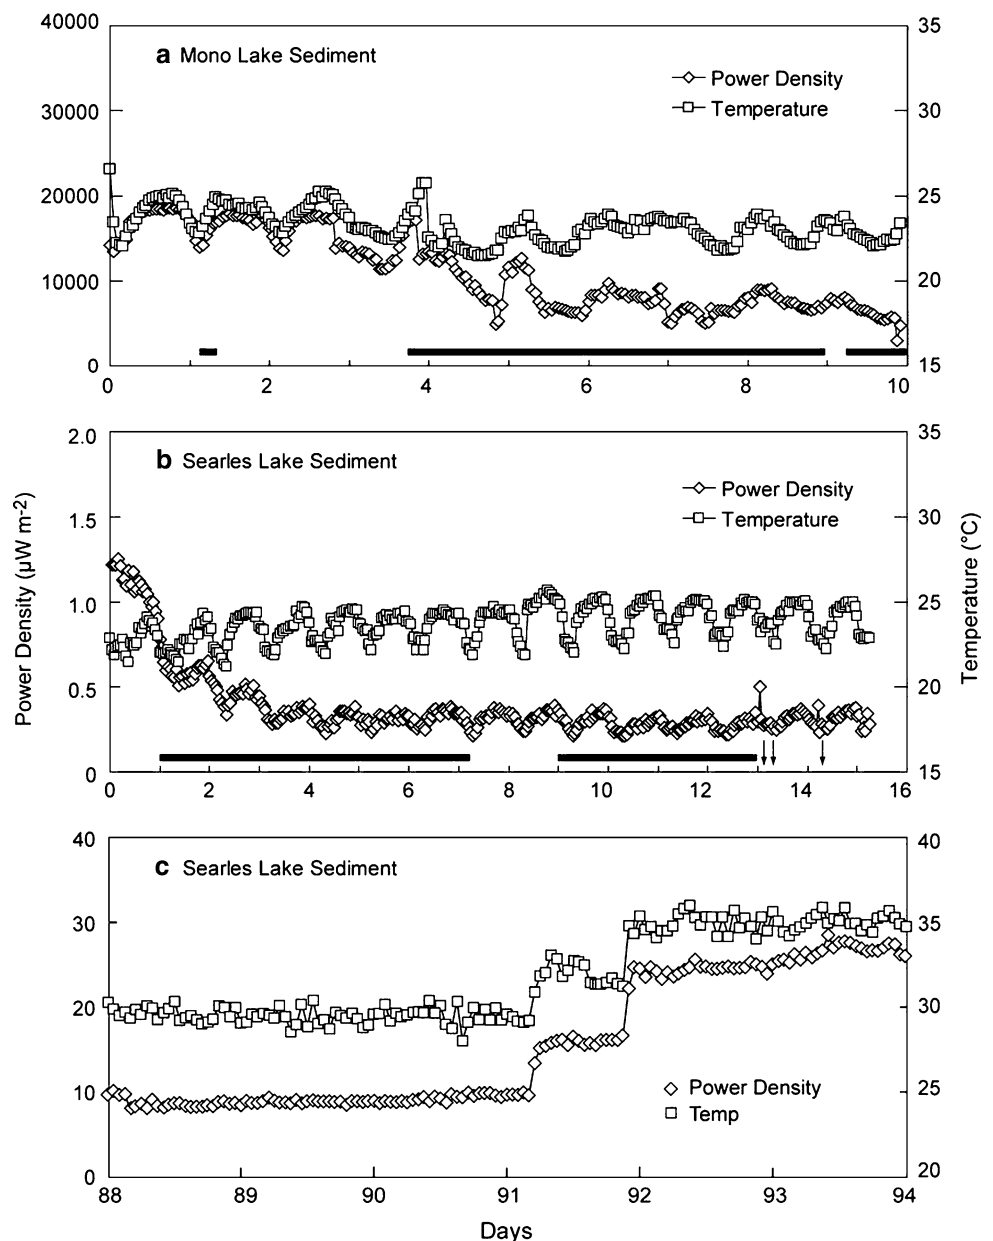 40000
35
a Mono Lake Sediment
Power Density
Temperature
30000
30
20000
25
10000
20
0
15
0 2 4 6 8 10
2.0
35
b Searles Lake Sediment
Power Density
Temperature
1.5
30
1.0
25
0.5
20
0
15
0 2 4 6 8 10 12 14 16
Power Density (µW m-2)
Temperature (°C)
40
40
c Searles Lake Sediment
30
35
20
30
10
25
Power Density
Temp
0
20
88 89 90 91 92 93 94
Days